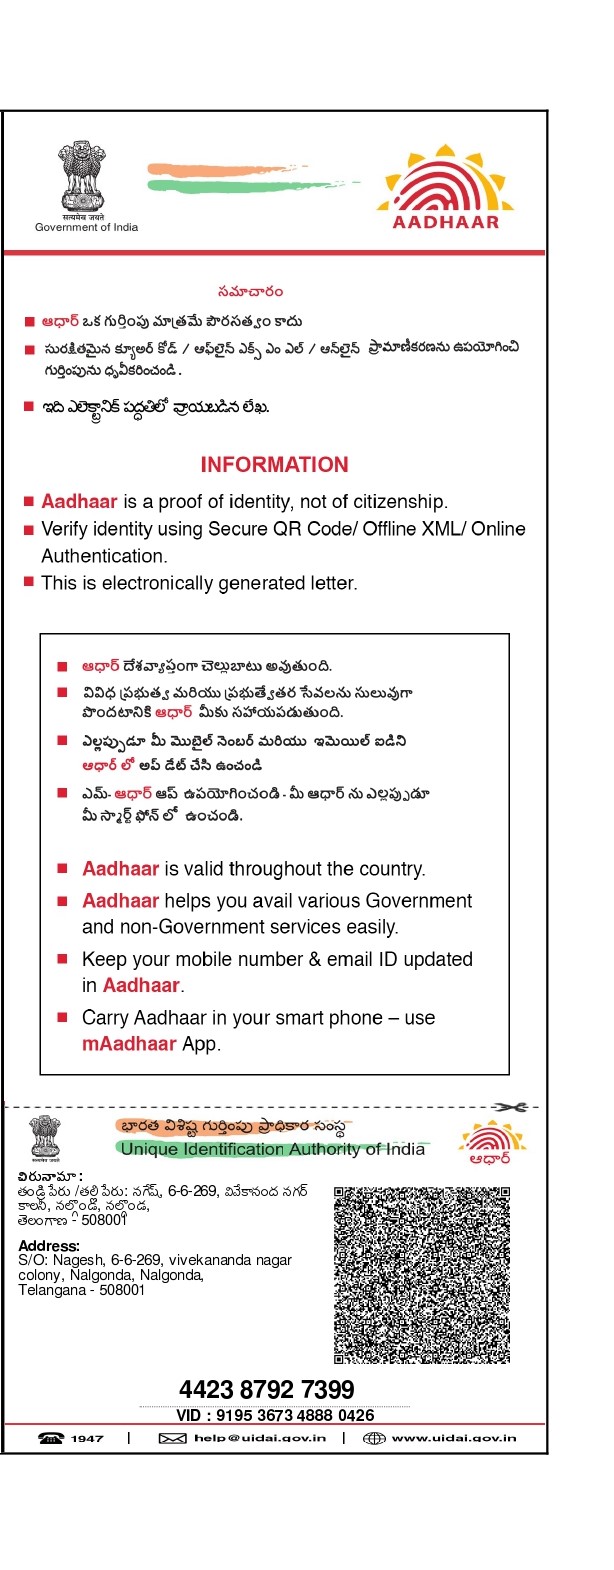 सत्यमेव जयते
Government of India
AADHAAR
సమాచారం
ఆధార్ ఒక గుర్తింపు మాత్రమే పౌరసత్వం కాదు
సురక్షితమైన క్యూఆర్ కోడ్ / ఆఫ్‌లైన్ ఎక్స్ ఎం ఎల్ / ఆన్‌లైన్ ప్రామాణీకరణను ఉపయోగించి
గుర్తింపును ధృవీకరించండి.
ఇది ఎలెక్ట్రానిక్ పద్ధతిలో వ్రాయబడిన లేఖ.
INFORMATION
Aadhaar is a proof of identity, not of citizenship.
Verify identity using Secure QR Code/ Offline XML/ Online
Authentication.
This is electronically generated letter.
ఆధార్ దేశవ్యాప్తంగా చెల్లుబాటు అవుతుంది.
వివిధ ప్రభుత్వ మరియు ప్రభుత్వేతర సేవలను సులువుగా
పొందటానికి ఆధార్ మీకు సహాయపడుతుంది.
ఎల్లప్పుడూ మీ మొబైల్ నెంబర్ మరియు ఇమెయిల్ ఐడిని
ఆధార్ లో అప్ డేట్ చేసి ఉంచండి
ఎమ్- ఆధార్ ఆప్ ఉపయోగించండి - మీ ఆధార్ ను ఎల్లప్పుడూ
మీ స్మార్ట్ ఫోన్ లో ఉంచండి.
Aadhaar is valid throughout the country.
Aadhaar helps you avail various Government
and non-Government services easily.
Keep your mobile number & email ID updated
in Aadhaar.
Carry Aadhaar in your smart phone – use
mAadhaar App.
భారత విశిష్ట గుర్తింపు ప్రాధికార సంస్థ
Unique Identification Authority of India
ఆధార్
చిరునామా :
తండ్రి పేరు /తల్లి పేరు: నగేష్, 6-6-269, వివేకానంద నగర్
కాలనీ, నల్గొండ, నల్గొండ,
తెలంగాణ - 508001
Address:
S/O: Nagesh, 6-6-269, vivekananda nagar
colony, Nalgonda, Nalgonda,
Telangana - 508001
4423 8792 7399
VID : 9195 3673 4888 0426
1947 | help@uidai.gov.in | www.uidai.gov.in